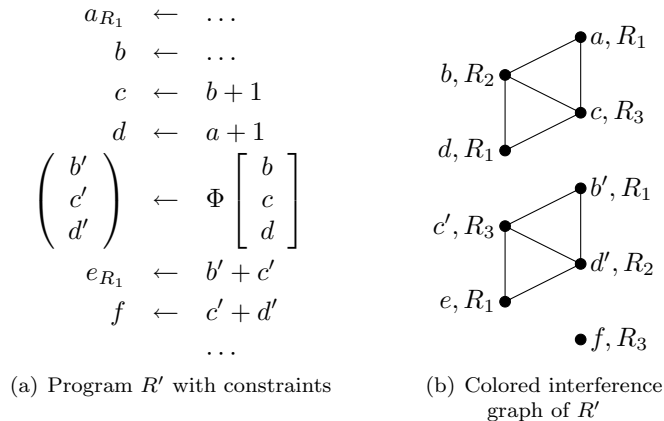 a_{R_1} ← …
b ← …
c ← b + 1
d ← a + 1
( b′ c′ d′ ) ← Φ [ b c d ]
e_{R_1} ← b′ + c′
f ← c′ + d′
…
(a) Program R′ with constraints
a, R_1
b, R_2
c, R_3
d, R_1
b′, R_1
c′, R_3
d′, R_2
e, R_1
f, R_3
(b) Colored interference
graph of R′